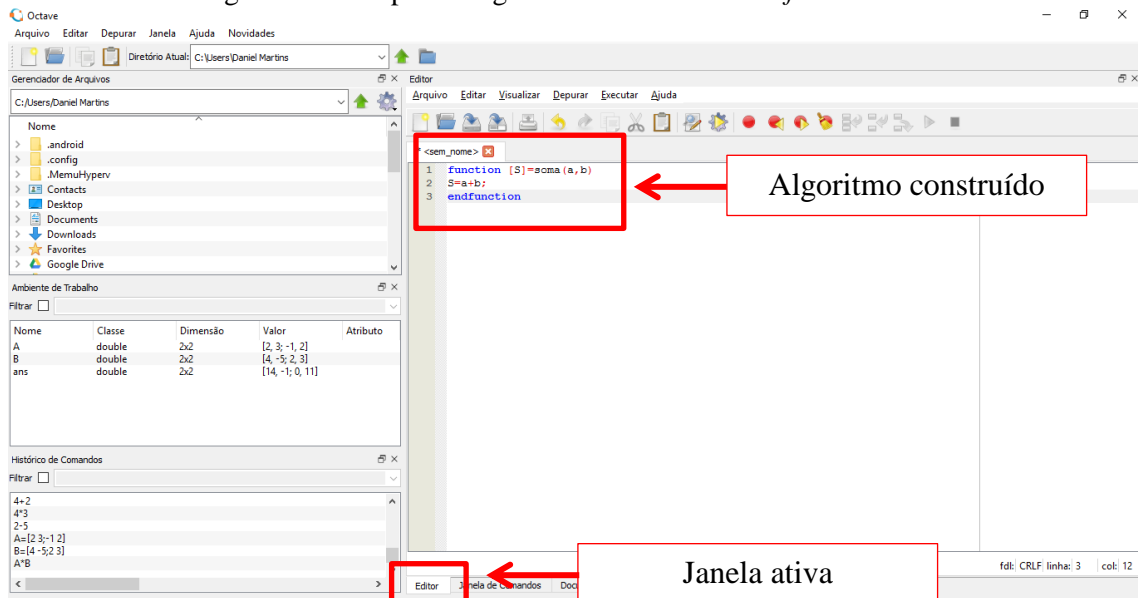 Octave
Arquivo Editar Depurar Janela Ajuda Novidades
Diretório Atual: C:\Users\Daniel Martins
Gerenciador de Arquivos
C:/Users/Daniel Martins
Nome
.android
.config
.MemuHyperv
Contacts
Desktop
Documents
Downloads
Favorites
Google Drive
Ambiente de Trabalho
Filtrar
Nome Classe Dimensão Valor Atributo
A double 2x2 [2, 3; -1, 2]
B double 2x2 [4, -5; 2, 3]
ans double 2x2 [14, -1; 0, 11]
Histórico de Comandos
Filtrar
4+2
4*3
2-5
A=[2 3;-1 2]
B=[4 -5;2 3]
A*B
Editor
Arquivo Editar Visualizar Depurar Executar Ajuda
<sem_nome>
1 function [S]=soma(a,b)
2 S=a+b;
3 endfunction
Algoritmo construído
Janela ativa
fdl: CRLF linha: 3 col: 12
Editor Janela de Comandos